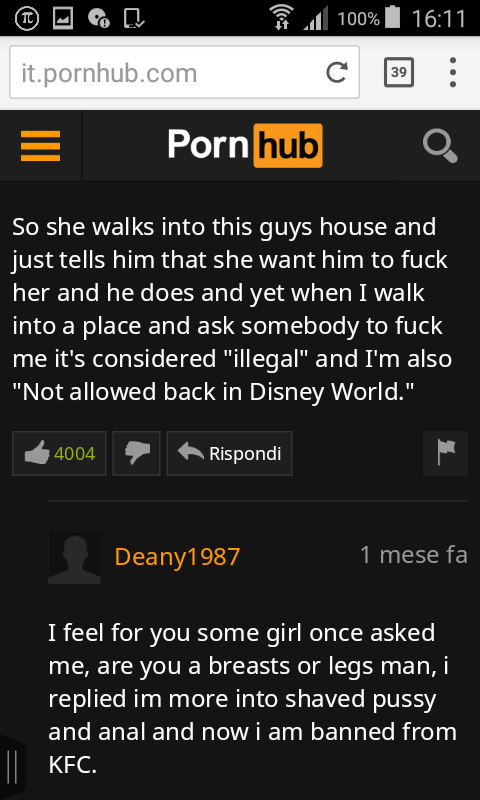 100% 16:11
it.pornhub.com 39
Porn hub
So she walks into this guys house and
just tells him that she want him to fuck
her and he does and yet when I walk
into a place and ask somebody to fuck
me it's considered "illegal" and I'm also
"Not allowed back in Disney World."
4004 Rispondi
Deany1987 1 mese fa
I feel for you some girl once asked
me, are you a breasts or legs man, i
replied im more into shaved pussy
and anal and now i am banned from
KFC.